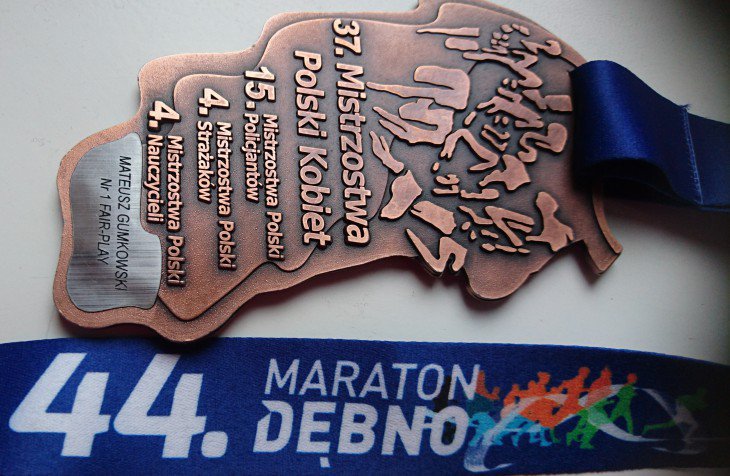 37. Mistrzostwa
Polski Kobiet
15. Mistrzostwa Polski
Policjantów
4. Mistrzostwa Polski
Strażaków
4. Mistrzostwa Polski
Nauczycieli
MATEUSZ GUMKOWSKI
Nr 1 FAIR-PLAY
44. MARATON
DĘBNO